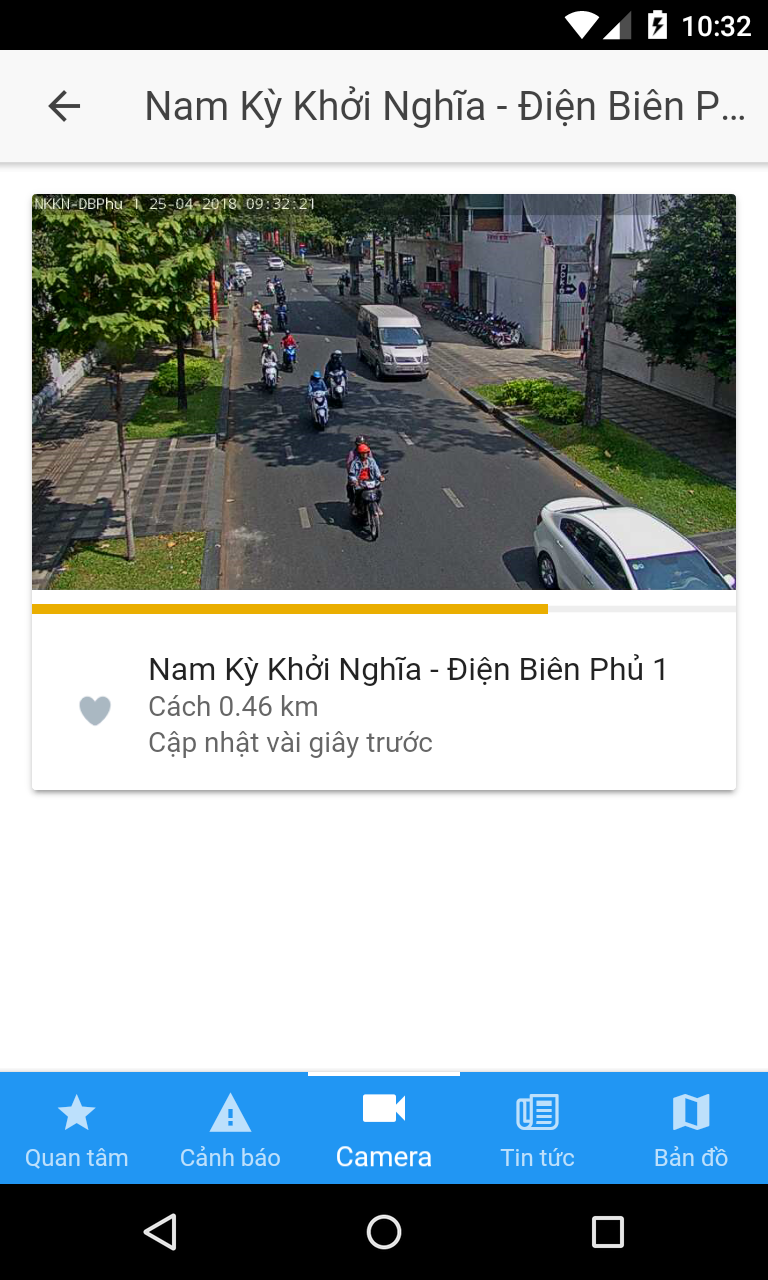 10:32
Nam Kỳ Khởi Nghĩa - Điện Biên P...
NKKN-DBPhu 1 25-04-2018 09:32:21
Nam Kỳ Khởi Nghĩa - Điện Biên Phủ 1
Cách 0.46 km
Cập nhật vài giây trước
Quan tâm
Cảnh báo
Camera
Tin tức
Bản đồ